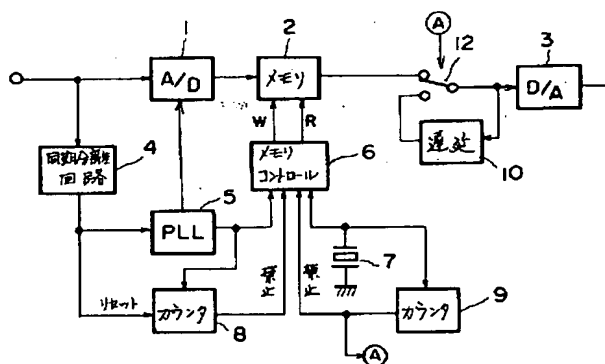 1
2
3
A/D
メモリ
12
A
D/A
W
R
同期分離
回路
4
メモリ
コントロール
6
遅延
10
5
PLL
7
禁止
禁止
リセット
カウンタ
8
カウンタ
9
A